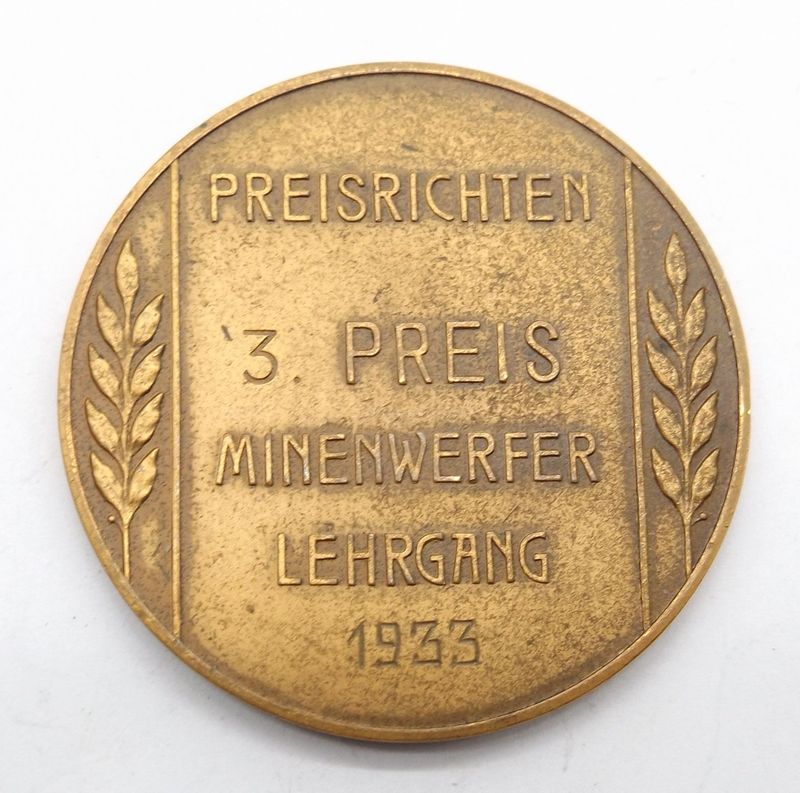 PREISRICHTEN
3. PREIS
MINENWERFER
LEHRGANG
1933